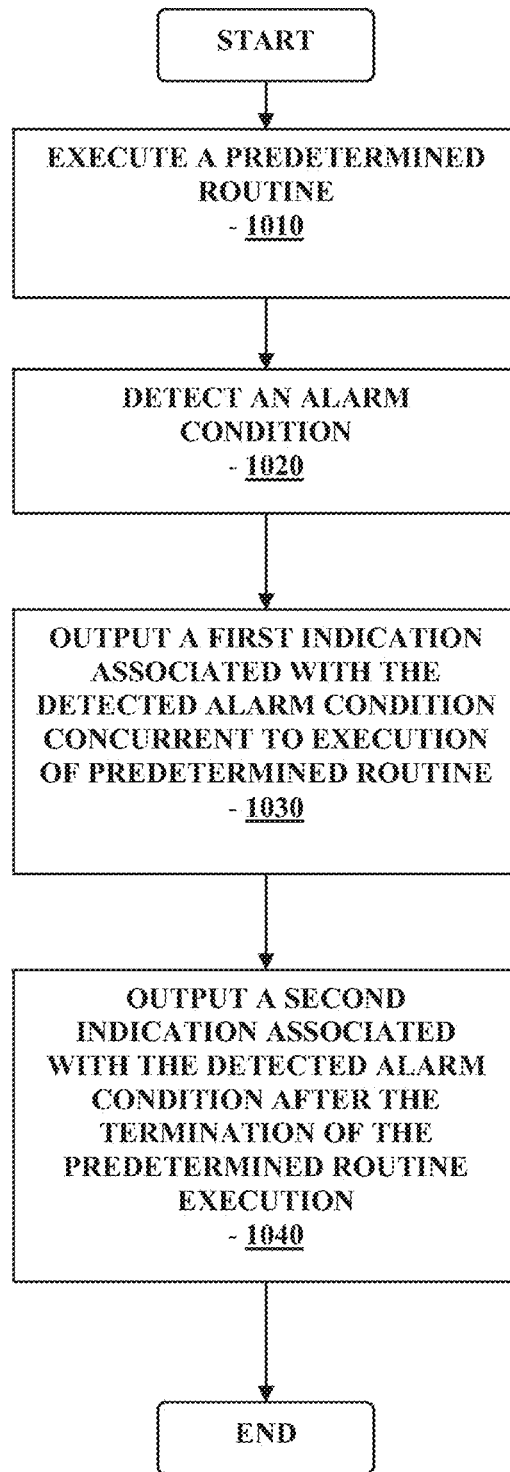 START
EXECUTE A PREDETERMINED
ROUTINE
- 1010
DETECT AN ALARM
CONDITION
- 1020
OUTPUT A FIRST INDICATION
ASSOCIATED WITH THE
DETECTED ALARM CONDITION
CONCURRENT TO EXECUTION
OF PREDETERMINED ROUTINE
- 1030
OUTPUT A SECOND
INDICATION ASSOCIATED
WITH THE DETECTED ALARM
CONDITION AFTER THE
TERMINATION OF THE
PREDETERMINED ROUTINE
EXECUTION
- 1040
END